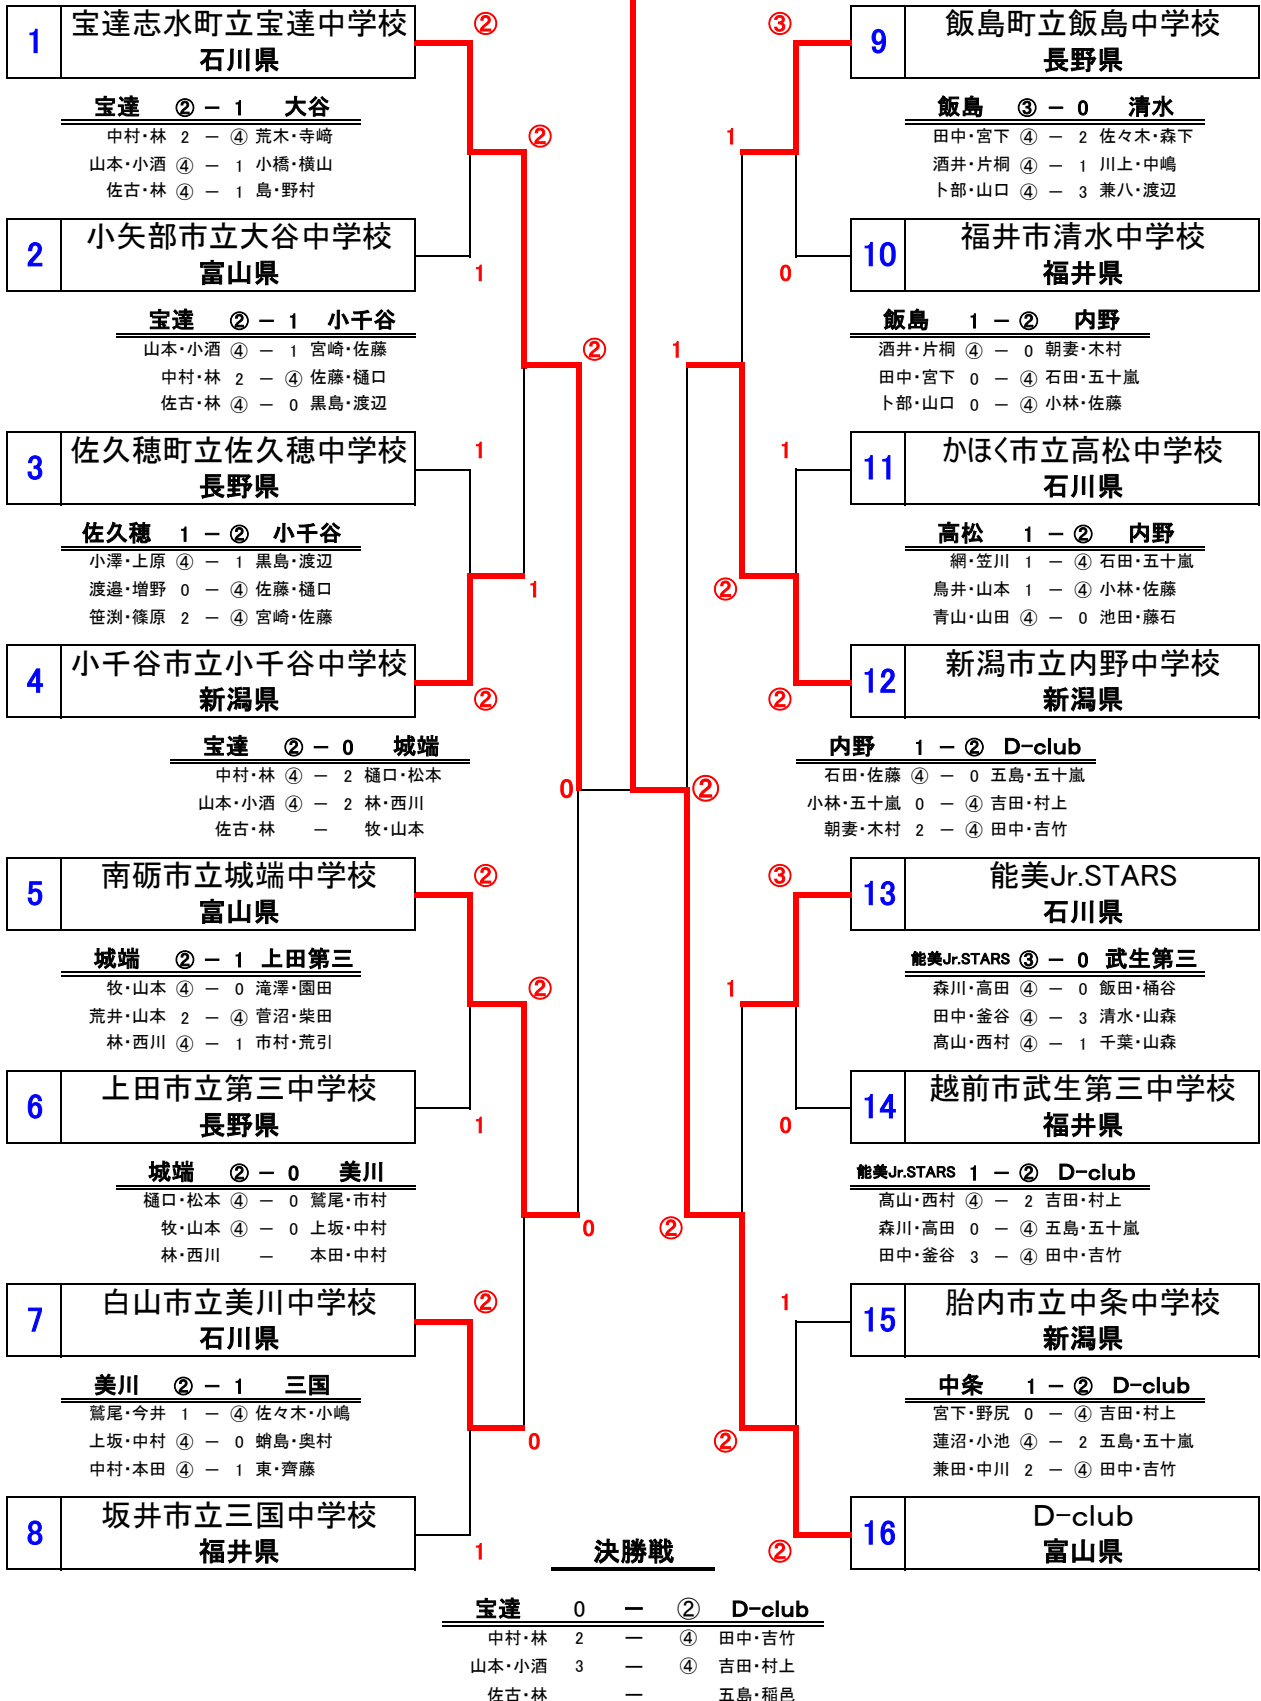 1 宝達志水町立宝達中学校
石川県
②
宝達 ② － 1 大谷
中村・林 2 － ④ 荒木・寺﨑
山本・小酒 ④ － 1 小橋・横山
佐古・林 ④ － 1 島・野村
②
2 小矢部市立大谷中学校
富山県
1
宝達 ② － 1 小千谷
山本・小酒 ④ － 1 宮崎・佐藤
中村・林 2 － ④ 佐藤・樋口
佐古・林 ④ － 0 黒島・渡辺
②
3 佐久穂町立佐久穂中学校
長野県
1
佐久穂 1 － ② 小千谷
小澤・上原 ④ － 1 黒島・渡辺
渡邉・増野 0 － ④ 佐藤・樋口
笹渕・篠原 2 － ④ 宮崎・佐藤
1
4 小千谷市立小千谷中学校
新潟県
②
宝達 ② － 0 城端
中村・林 ④ － 2 樋口・松本
山本・小酒 ④ － 2 林・西川
佐古・林 － 牧・山本
0
5 南砺市立城端中学校
富山県
②
城端 ② － 1 上田第三
牧・山本 ④ － 0 滝澤・園田
荒井・山本 2 － ④ 菅沼・柴田
林・西川 ④ － 1 市村・荒引
②
6 上田市立第三中学校
長野県
1
城端 ② － 0 美川
樋口・松本 ④ － 0 鷲尾・市村
牧・山本 ④ － 0 上坂・中村
林・西川 － 本田・中村
0
7 白山市立美川中学校
石川県
②
美川 ② － 1 三国
鷲尾・今井 1 － ④ 佐々木・小嶋
上坂・中村 ④ － 0 蛸島・奥村
中村・本田 ④ － 1 東・齊藤
0
8 坂井市立三国中学校
福井県
1
9 飯島町立飯島中学校
長野県
③
飯島 ③ － 0 清水
田中・宮下 ④ － 2 佐々木・森下
酒井・片桐 ④ － 1 川上・中嶋
卜部・山口 ④ － 3 兼八・渡辺
1
10 福井市清水中学校
福井県
0
飯島 1 － ② 内野
酒井・片桐 ④ － 0 朝妻・木村
田中・宮下 0 － ④ 石田・五十嵐
卜部・山口 0 － ④ 小林・佐藤
1
11 かほく市立高松中学校
石川県
1
高松 1 － ② 内野
網・笠川 1 － ④ 石田・五十嵐
鳥井・山本 1 － ④ 小林・佐藤
青山・山田 ④ － 0 池田・藤石
②
12 新潟市立内野中学校
新潟県
②
内野 1 － ② D-club
石田・佐藤 ④ － 0 五島・五十嵐
小林・五十嵐 0 － ④ 吉田・村上
朝妻・木村 2 － ④ 田中・吉竹
②
13 能美Jr.STARS
石川県
③
能美Jr.STARS ③ － 0 武生第三
森川・高田 ④ － 0 飯田・桶谷
田中・釜谷 ④ － 3 清水・山森
髙山・西村 ④ － 1 千葉・山森
1
14 越前市武生第三中学校
福井県
0
能美Jr.STARS 1 － ② D-club
髙山・西村 ④ － 2 吉田・村上
森川・高田 0 － ④ 五島・五十嵐
田中・釜谷 3 － ④ 田中・吉竹
②
15 胎内市立中条中学校
新潟県
1
中条 1 － ② D-club
宮下・野尻 0 － ④ 吉田・村上
蓮沼・小池 ④ － 2 五島・五十嵐
兼田・中川 2 － ④ 田中・吉竹
②
16 D-club
富山県
②
決勝戦
宝達 0 － ② D-club
中村・林 2 － ④ 田中・吉竹
山本・小酒 3 － ④ 吉田・村上
佐古・林 － 五島・稲邑